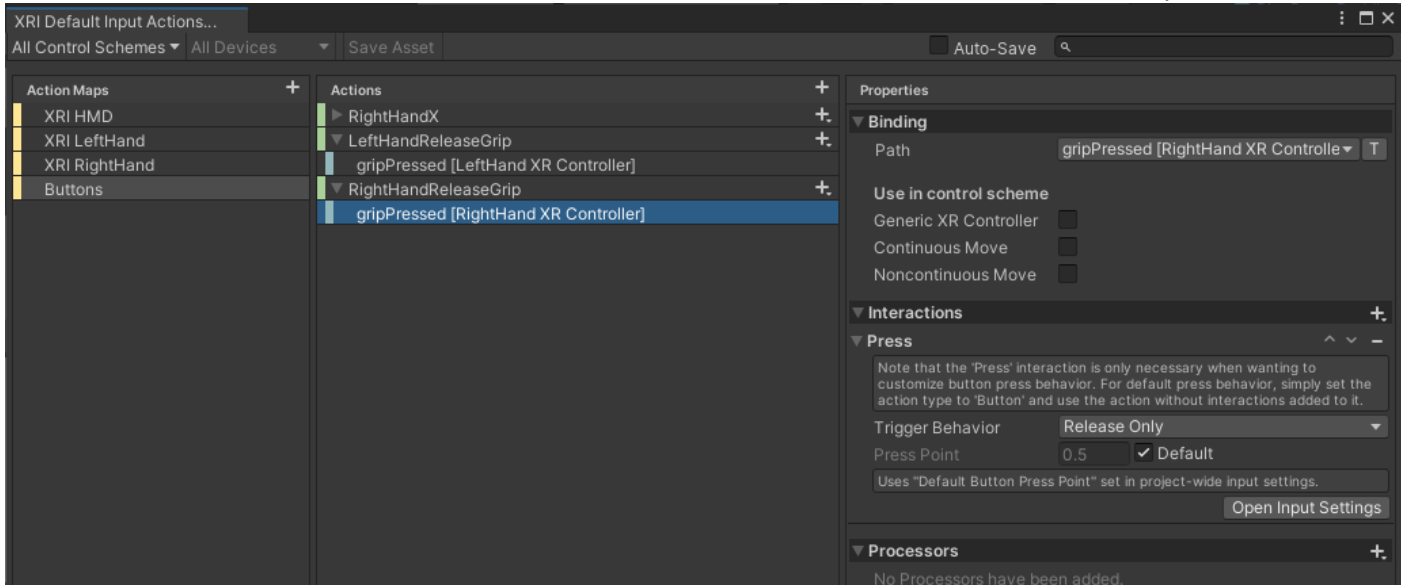 XRI Default Input Actions...
All Control Schemes All Devices Save Asset Auto-Save
Action Maps
XRI HMD
XRI LeftHand
XRI RightHand
Buttons
Actions
RightHandX
LeftHandReleaseGrip
gripPressed [LeftHand XR Controller]
RightHandReleaseGrip
gripPressed [RightHand XR Controller]
Properties
Binding
Path gripPressed [RightHand XR Controlle T
Use in control scheme
Generic XR Controller
Continuous Move
Noncontinuous Move
Interactions
Press
Note that the 'Press' interaction is only necessary when wanting to
customize button press behavior. For default press behavior, simply set the
action type to 'Button' and use the action without interactions added to it.
Trigger Behavior Release Only
Press Point 0.5 Default
Uses "Default Button Press Point" set in project-wide input settings.
Open Input Settings
Processors
No Processors have been added.